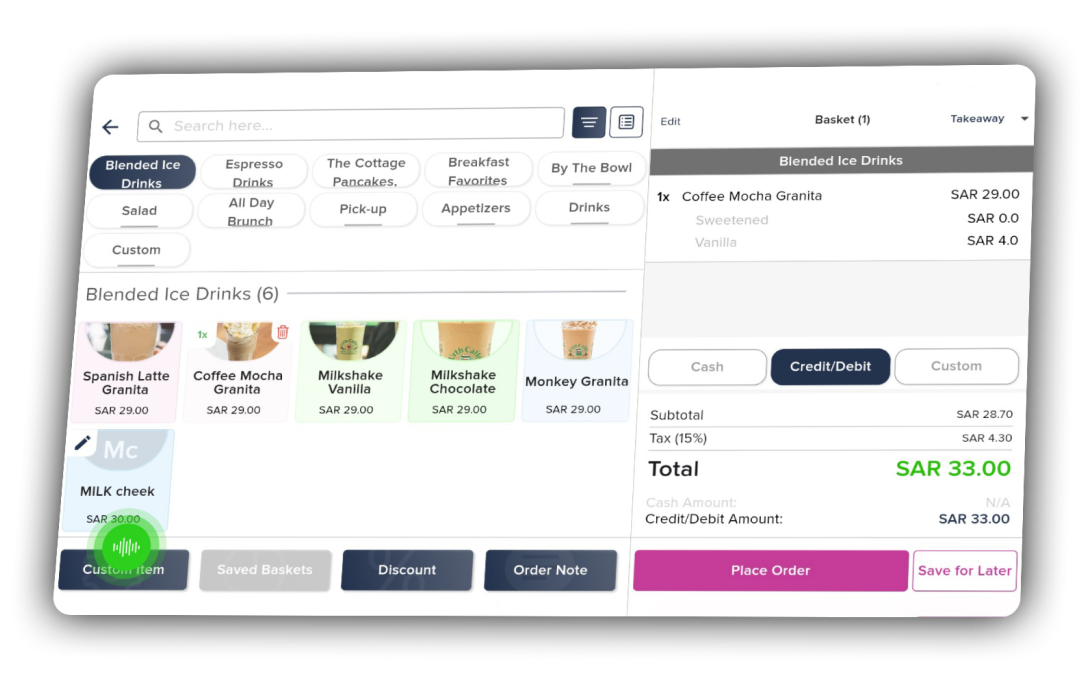 Search here...
Edit
Basket (1)
Takeaway
Blended Ice
Drinks
Espresso
Drinks
The Cottage
Pancakes,
Breakfast
Favorites
By The Bowl
Salad
All Day
Brunch
Pick-up
Appetizers
Drinks
Custom
Blended Ice Drinks (6)
Spanish Latte
Granita
SAR 29.00
1x
Coffee Mocha
Granita
SAR 29.00
Milkshake
Vanilla
SAR 29.00
Milkshake
Chocolate
SAR 29.00
Monkey Granita
SAR 29.00
Mc
MILK cheek
SAR 30.00
Custom Item
Saved Baskets
Discount
Order Note
Blended Ice Drinks
1x Coffee Mocha Granita SAR 29.00
Sweetened SAR 0.0
Vanilla SAR 4.0
Cash
Credit/Debit
Custom
Subtotal SAR 28.70
Tax (15%) SAR 4.30
Total SAR 33.00
Cash Amount: N/A
Credit/Debit Amount: SAR 33.00
Place Order
Save for Later